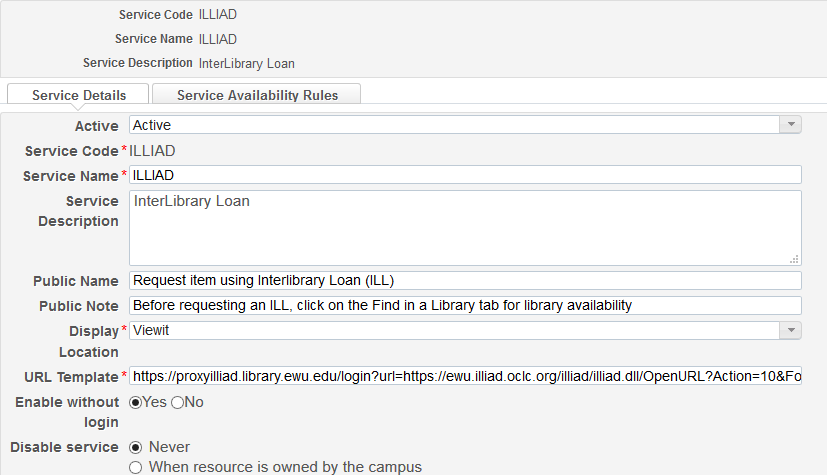 Service Code ILLIAD
Service Name ILLIAD
Service Description InterLibrary Loan
Service Details Service Availability Rules
Active Active
Service Code *ILLIAD
Service Name * ILLIAD
Service Description InterLibrary Loan
Public Name Request item using Interlibrary Loan (ILL)
Public Note Before requesting an ILL, click on the Find in a Library tab for library availability
Display Location * Viewit
URL Template * https://proxyilliad.library.ewu.edu/login?url=https://ewu.illiad.oclc.org/illiad/illiad.dll/OpenURL?Action=10&Fo
Enable without login Yes No
Disable service Never
When resource is owned by the campus